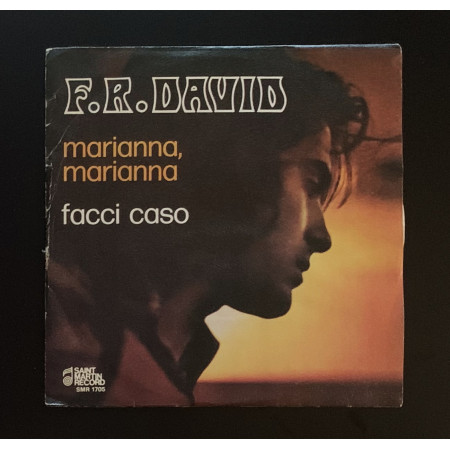 F.R.DAVID
marianna,
marianna
facci caso
SAINT
MARTIN
RECORD
SMR 1705